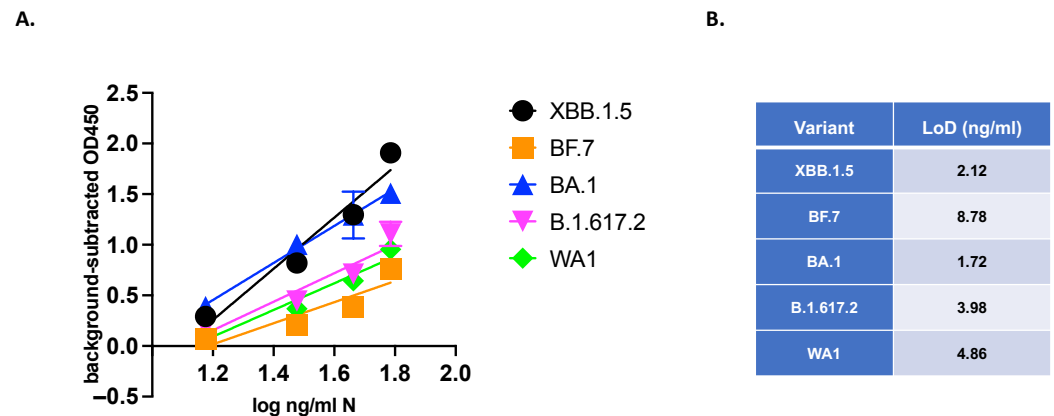 A.
B.
background-subtracted OD450
2.5
2.0
1.5
1.0
0.5
0.0
−0.5
1.2 1.4 1.6 1.8 2.0
log ng/ml N
XBB.1.5
BF.7
BA.1
B.1.617.2
WA1
Variant LoD (ng/ml)
XBB.1.5 2.12
BF.7 8.78
BA.1 1.72
B.1.617.2 3.98
WA1 4.86